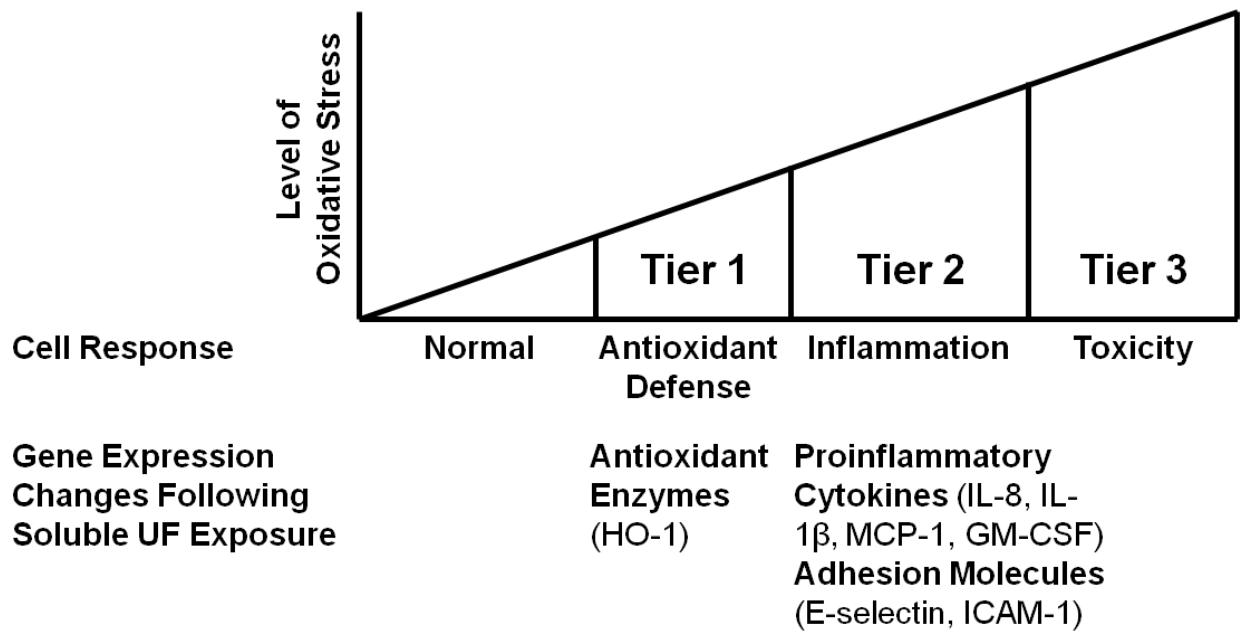 Level of
Oxidative Stress
Tier 1
Tier 2
Tier 3
Cell Response
Normal
Antioxidant
Defense
Inflammation
Toxicity
Gene Expression
Changes Following
Soluble UF Exposure
Antioxidant
Enzymes
(HO-1)
Proinflammatory
Cytokines (IL-8, IL-
1β, MCP-1, GM-CSF)
Adhesion Molecules
(E-selectin, ICAM-1)